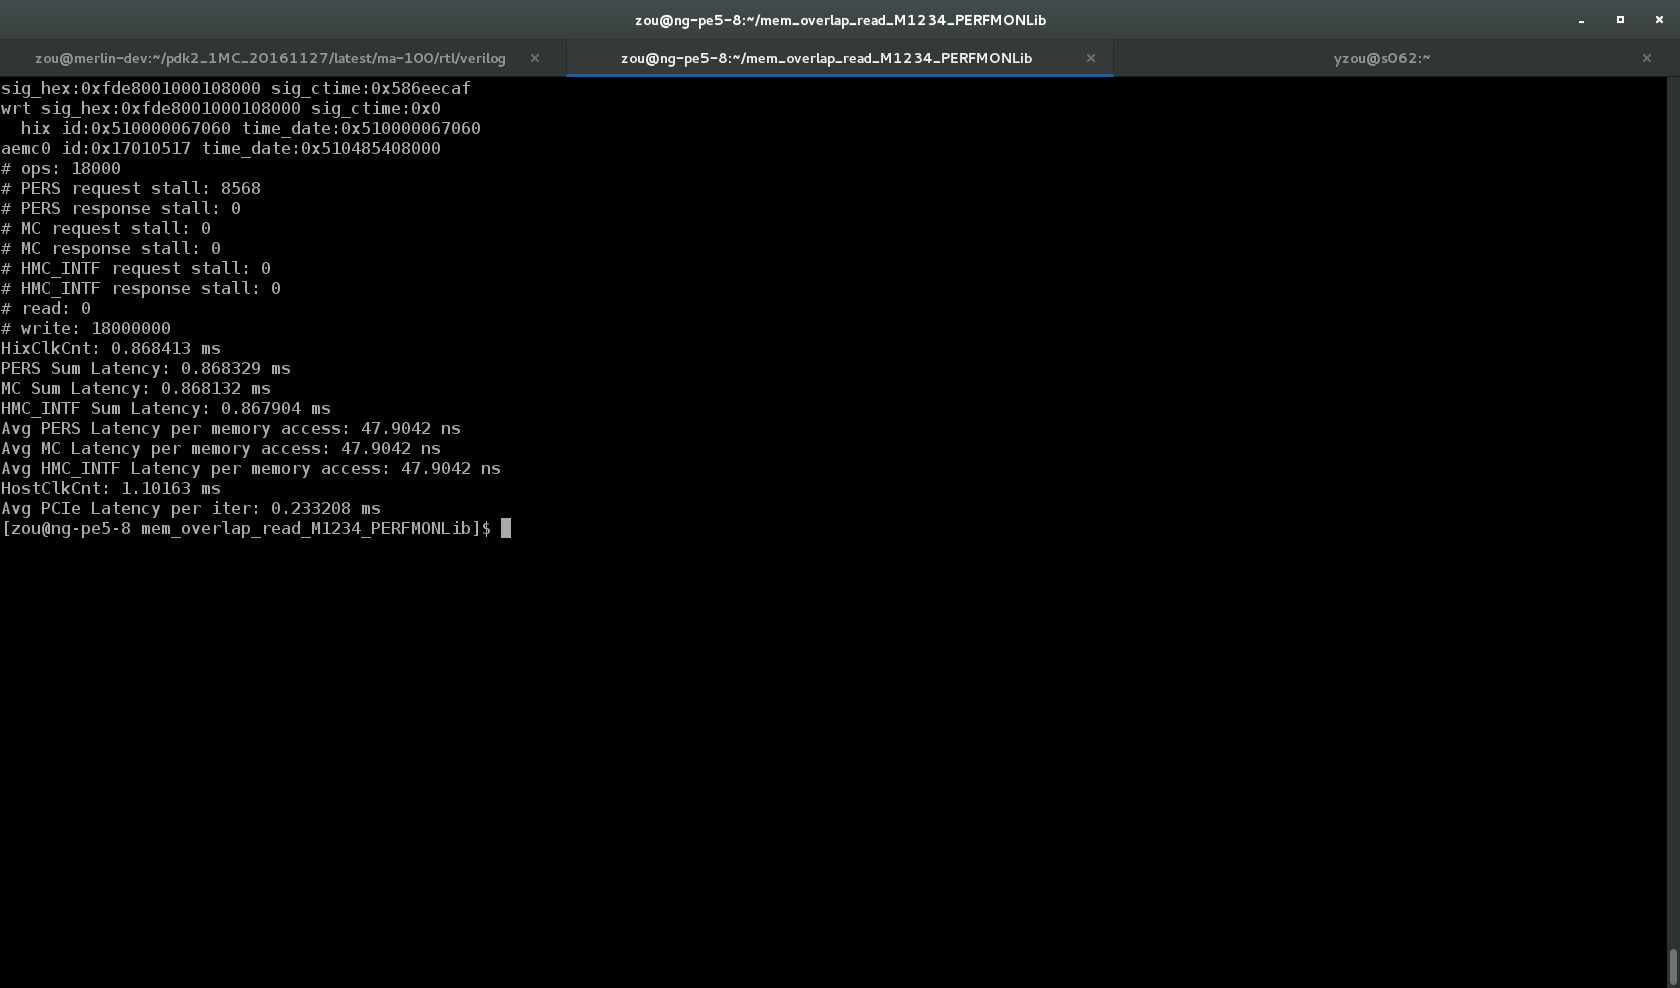 zou@ng-pe5-8:~/mem_overlap_read_M1234_PERFMONLib
zou@merlin-dev:~/pdk2_1MC_20161127/latest/ma-100/rtl/verilog
zou@ng-pe5-8:~/mem_overlap_read_M1234_PERFMONLib
yzou@s062:~
sig_hex:0xfde8001000108000 sig_ctime:0x586eecaf
wrt sig_hex:0xfde8001000108000 sig_ctime:0x0
  hix id:0x510000067060 time_date:0x510000067060
aemc0 id:0x17010517 time_date:0x510485408000
# ops: 18000
# PERS request stall: 8568
# PERS response stall: 0
# MC request stall: 0
# MC response stall: 0
# HMC_INTF request stall: 0
# HMC_INTF response stall: 0
# read: 0
# write: 18000000
HixClkCnt: 0.868413 ms
PERS Sum Latency: 0.868329 ms
MC Sum Latency: 0.868132 ms
HMC_INTF Sum Latency: 0.867904 ms
Avg PERS Latency per memory access: 47.9042 ns
Avg MC Latency per memory access: 47.9042 ns
Avg HMC_INTF Latency per memory access: 47.9042 ns
HostClkCnt: 1.10163 ms
Avg PCIe Latency per iter: 0.233208 ms
[zou@ng-pe5-8 mem_overlap_read_M1234_PERFMONLib]$